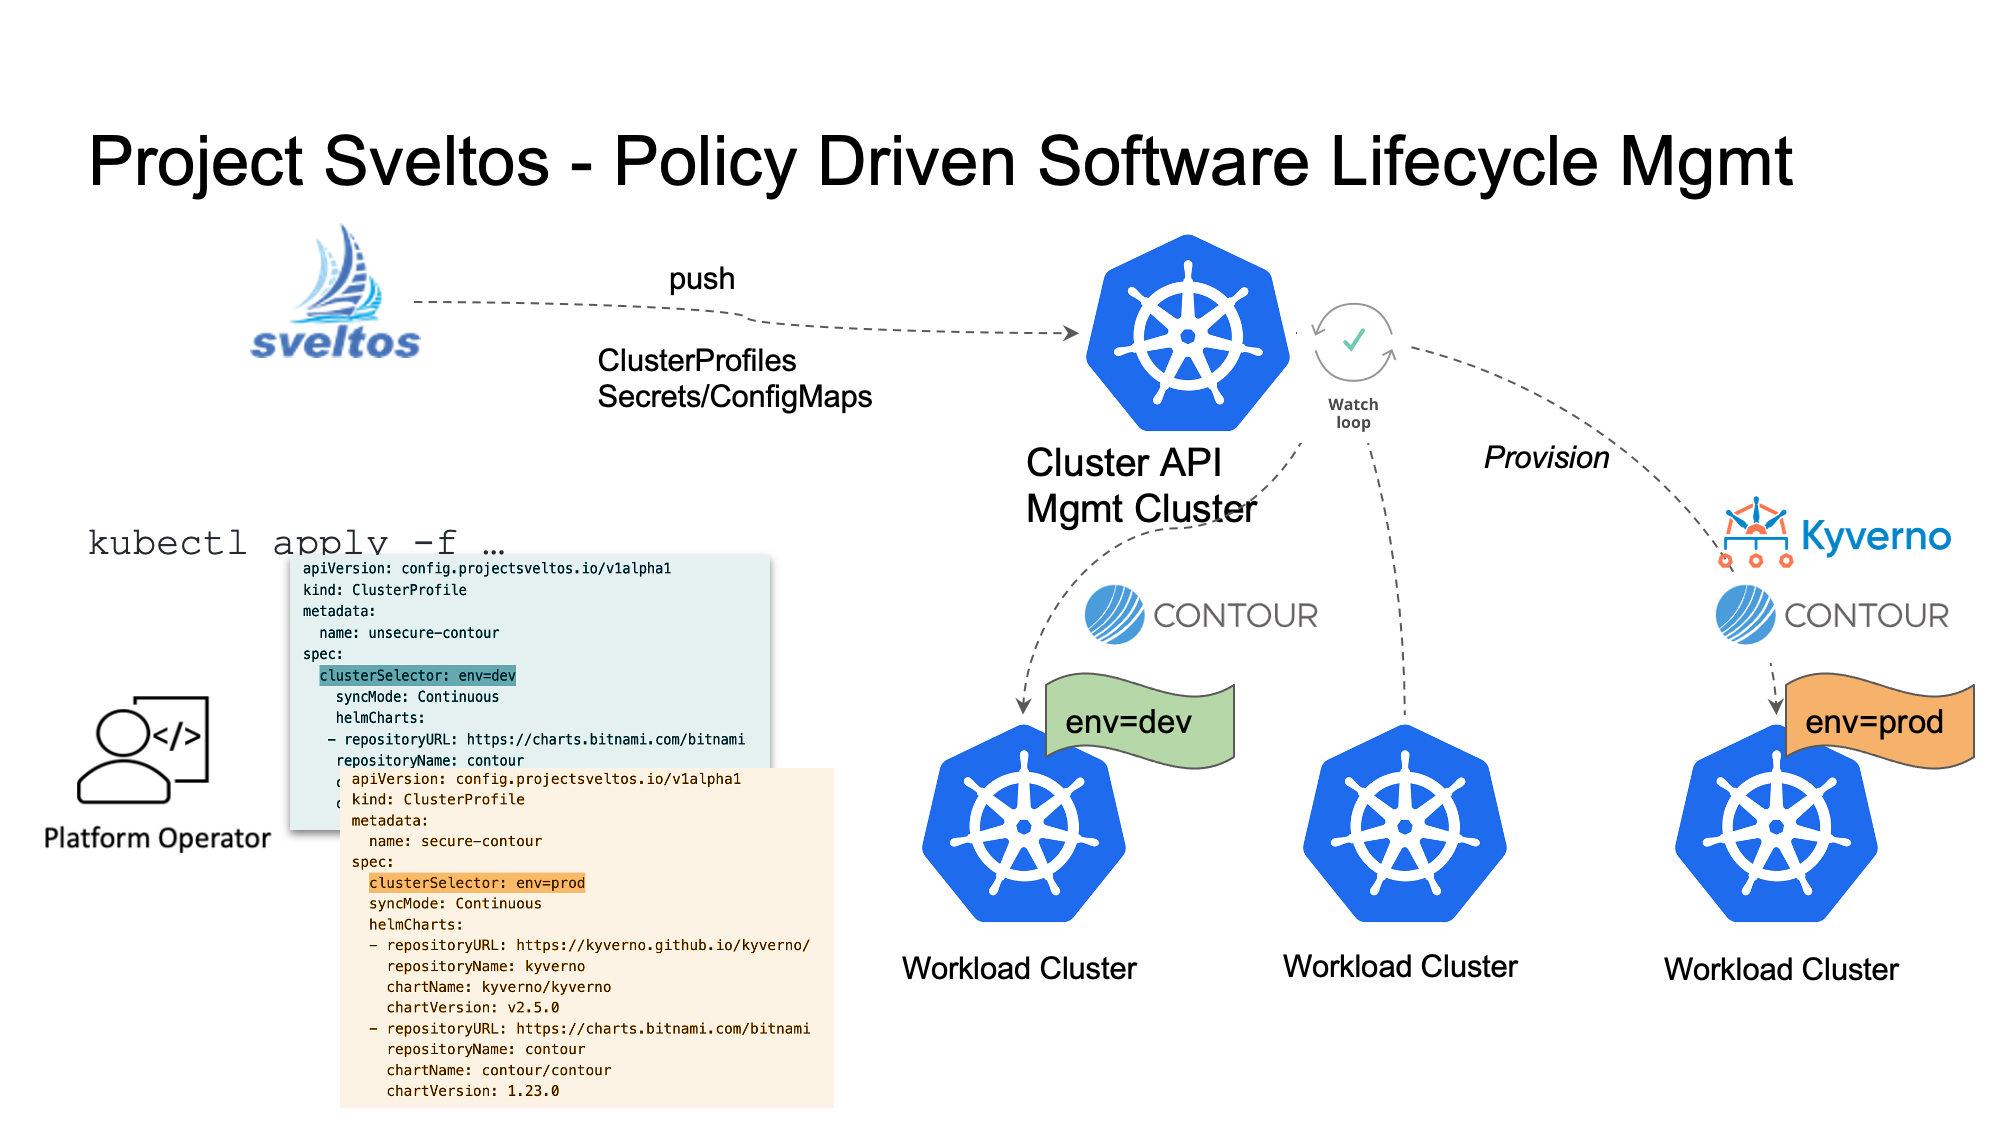 Project Sveltos - Policy Driven Software Lifecycle Mgmt
sveltos
push
ClusterProfiles
Secrets/ConfigMaps
Watch
loop
Cluster API
Mgmt Cluster
Provision
kubectl apply -f …
apiVersion: config.projectsveltos.io/v1alpha1
kind: ClusterProfile
metadata:
name: unsecure-contour
spec:
clusterSelector: env=dev
syncMode: Continuous
helmCharts:
- repositoryURL: https://charts.bitnami.com/bitnami
repositoryName: contour
apiVersion: config.projectsveltos.io/v1alpha1
kind: ClusterProfile
metadata:
name: secure-contour
spec:
clusterSelector: env=prod
syncMode: Continuous
helmCharts:
- repositoryURL: https://kyverno.github.io/kyverno/
repositoryName: kyverno
chartName: kyverno/kyverno
chartVersion: v2.5.0
- repositoryURL: https://charts.bitnami.com/bitnami
repositoryName: contour
chartName: contour/contour
chartVersion: 1.23.0
</>
Platform Operator
Kyverno
CONTOUR
CONTOUR
env=dev
env=prod
Workload Cluster
Workload Cluster
Workload Cluster